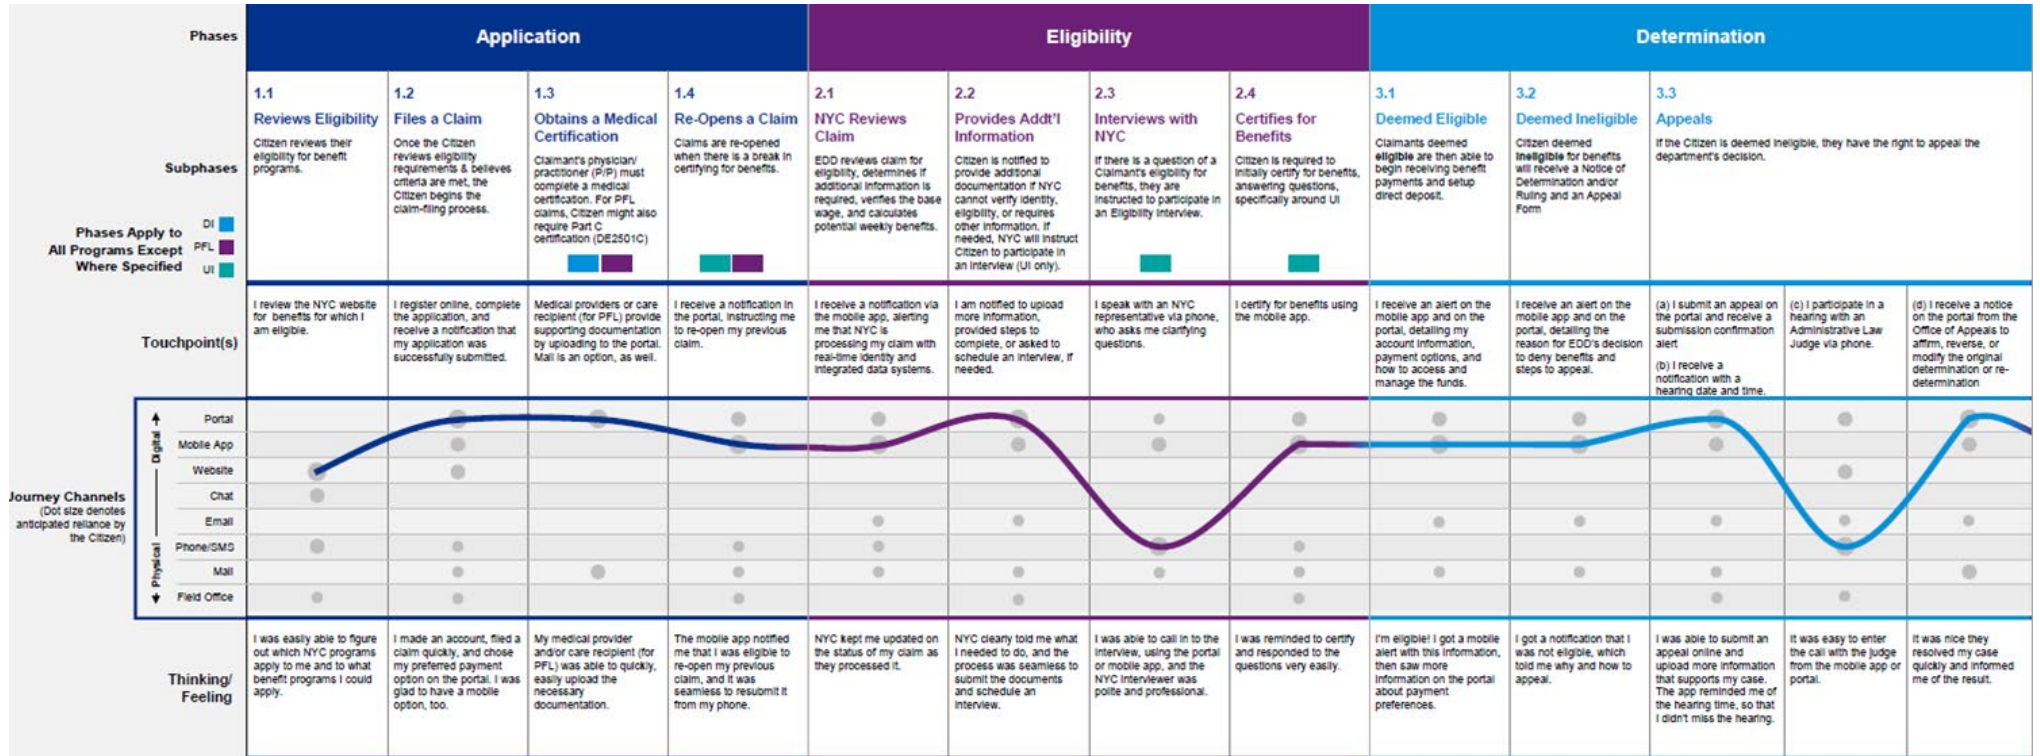 Phases
Application
Eligibility
Determination
Subphases
Phases Apply to
All Programs Except
Where Specified
DI
PFL
UI
1.1
Reviews Eligibility
Citizen reviews their
eligibility for benefit
programs.
1.2
Files a Claim
Once the Citizen
reviews eligibility
requirements & believes
criteria are met, the
Citizen begins the
claim-filing process.
1.3
Obtains a Medical
Certification
Claimant's physician/
practitioner (P/P) must
complete a medical
certification. For PFL
claims, Citizen might also
require Part C
certification (DE2501C)
1.4
Re-Opens a Claim
Claims are re-opened
when there is a break in
certifying for benefits.
2.1
NYC Reviews
Claim
EDD reviews claim for
eligibility, determines if
additional information is
required, verifies the base
wage, and calculates
potential weekly benefits.
2.2
Provides Addt'l
Information
Citizen is notified to
provide additional
documentation if NYC
cannot verify identity,
eligibility, or requires
other information. If
needed, NYC will instruct
Citizen to participate in
an interview (UI only).
2.3
Interviews with
NYC
If there is a question of a
Claimant's eligibility for
benefits, they are
instructed to participate in
an Eligibility Interview.
2.4
Certifies for
Benefits
Citizen is required to
initially certify for benefits,
answering questions,
specifically around UI
3.1
Deemed Eligible
Claimants deemed
eligible are then able to
begin receiving benefit
payments and setup
direct deposit.
3.2
Deemed Ineligible
Citizen deemed
ineligible for benefits
will receive a Notice of
Determination and/or
Ruling and an Appeal
Form
3.3
Appeals
If the Citizen is deemed ineligible, they have the right to appeal the
department's decision.
Touchpoint(s)
I review the NYC website
for benefits for which I
am eligible.
I register online, complete
the application, and
receive a notification that
my application was
successfully submitted.
Medical providers or care
recipient (for PFL) provide
supporting documentation
by uploading to the portal.
Mail is an option, as well.
I receive a notification in
the portal, instructing me
to re-open my previous
claim.
I receive a notification via
the mobile app, alerting
me that NYC is
processing my claim with
real-time identity and
integrated data systems.
I am notified to upload
more information,
provided steps to
complete, or asked to
schedule an interview, if
needed.
I speak with an NYC
representative via phone,
who asks me clarifying
questions.
I certify for benefits using
the mobile app.
I receive an alert on the
mobile app and on the
portal, detailing my
account information,
payment options, and
how to access and
manage the funds.
I receive an alert on the
mobile app and on the
portal, detailing the
reason for EDD's decision
to deny benefits and
steps to appeal.
(a) I submit an appeal on
the portal and receive a
submission confirmation
alert
(b) I receive a
notification with a
hearing date and time.
(c) I participate in a
hearing with an
Administrative Law
Judge via phone.
(d) I receive a notice
on the portal from the
Office of Appeals to
affirm, reverse, or
modify the original
determination or re-
determination
Journey Channels
(Dot size denotes
anticipated reliance by
the Citizen)
Digital
Physical
Portal
Mobile App
Website
Chat
Email
Phone/SMS
Mail
Field Office
Thinking/
Feeling
I was easily able to figure
out which NYC programs
apply to me and to what
benefit programs I could
apply.
I made an account, filed a
claim quickly, and chose
my preferred payment
option on the portal. I was
glad to have a mobile
option, too.
My medical provider
and/or care recipient (for
PFL) was able to quickly,
easily upload the
necessary
documentation.
The mobile app notified
me that I was eligible to
re-open my previous
claim, and it was
seamless to resubmit it
from my phone.
NYC kept me updated on
the status of my claim as
they processed it.
NYC clearly told me what
I needed to do, and the
process was seamless to
submit the documents
and schedule an
interview.
I was able to call in to the
interview, using the portal
or mobile app, and the
NYC interviewer was
polite and professional.
I was reminded to certify
and responded to the
questions very easily.
I'm eligible! I got a mobile
alert with this information,
then saw more
information on the portal
about payment
preferences.
I got a notification that I
was not eligible, which
told me why and how to
appeal.
I was able to submit an
appeal online and
upload more information
that supports my case.
The app reminded me of
the hearing time, so that
I didn't miss the hearing.
It was easy to enter
the call with the judge
from the mobile app or
portal.
It was nice they
resolved my case
quickly and informed
me of the result.